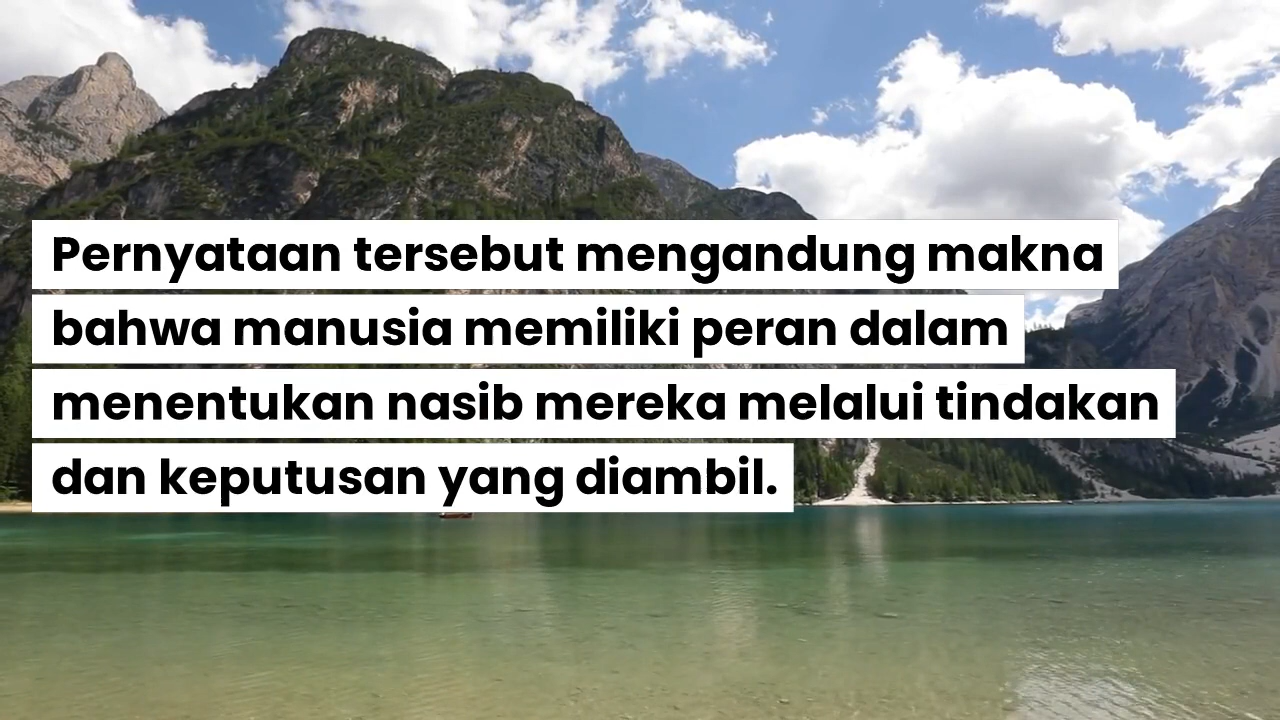 Pernyataan tersebut mengandung makna
bahwa manusia memiliki peran dalam
menentukan nasib mereka melalui tindakan
dan keputusan yang diambil.